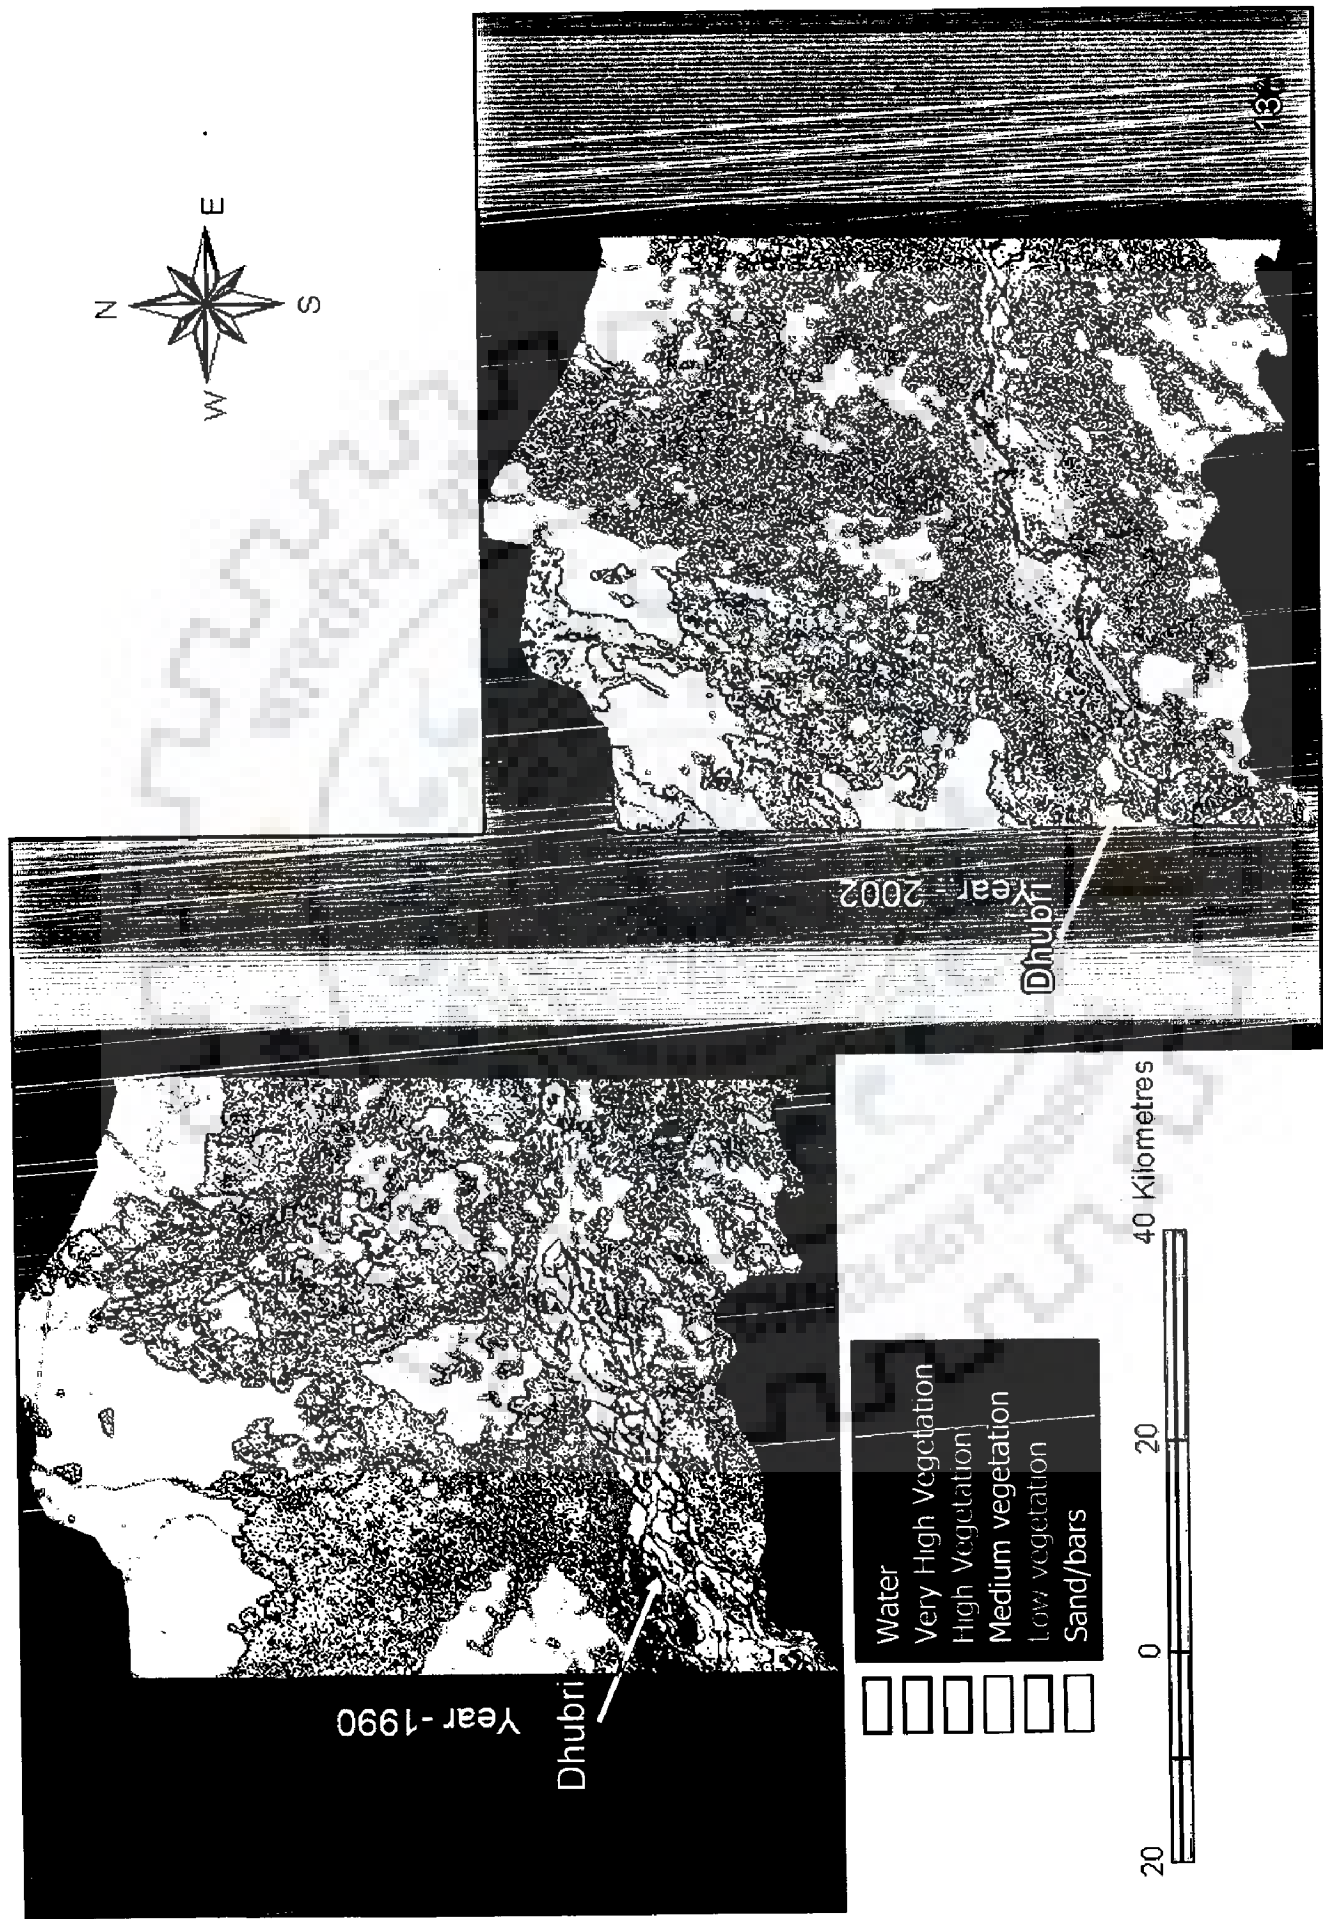 N
E
S
W
Year - 2002
Dhubri
Year -1990
Dhubri
Water
Very High Vegetation
High Vegetation
Medium vegetation
Low vegetation
Sand/bars
20 0 20 40 Kilometres